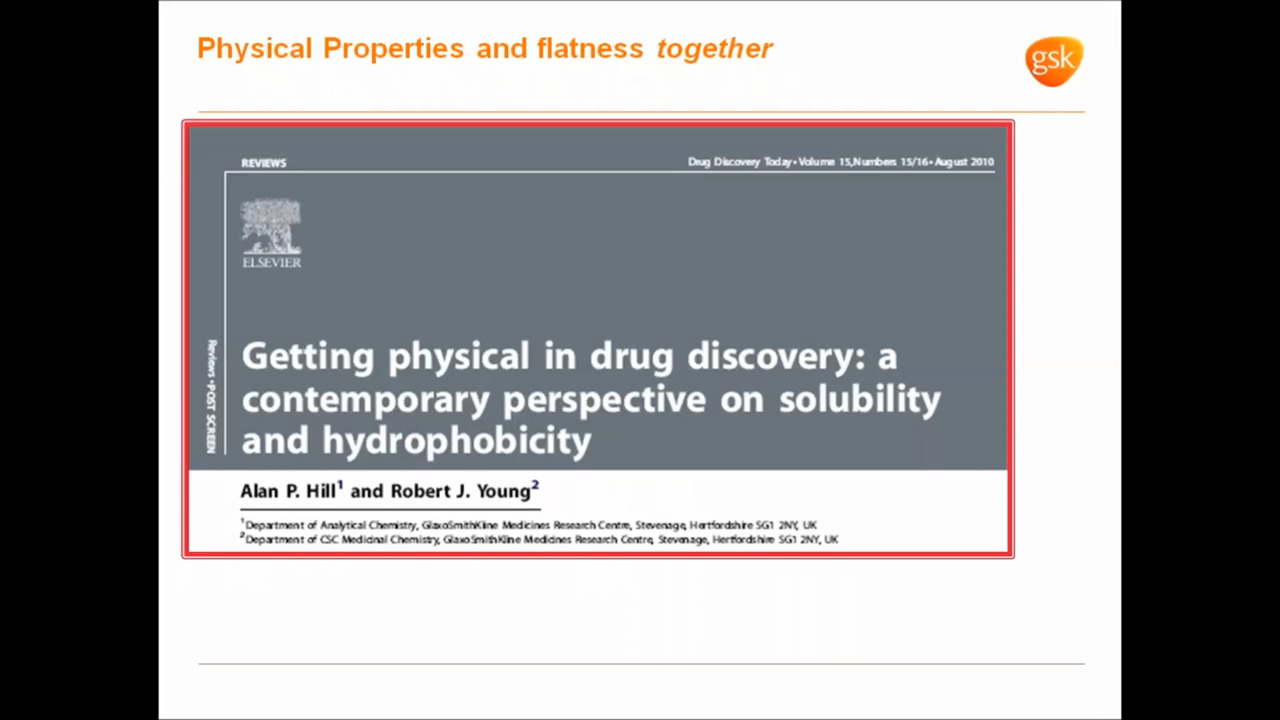 Physical Properties and flatness together
gsk
REVIEWS
Drug Discovery Today • Volume 15, Numbers 15/16 • August 2010
ELSEVIER
Reviews • POST SCREEN
Getting physical in drug discovery: a
contemporary perspective on solubility
and hydrophobicity
Alan P. Hill¹ and Robert J. Young²
¹Department of Analytical Chemistry, GlaxoSmithKline Medicines Research Centre, Stevenage, Hertfordshire SG1 2NY, UK
²Department of CSC Medicinal Chemistry, GlaxoSmithKline Medicines Research Centre, Stevenage, Hertfordshire SG1 2NY, UK